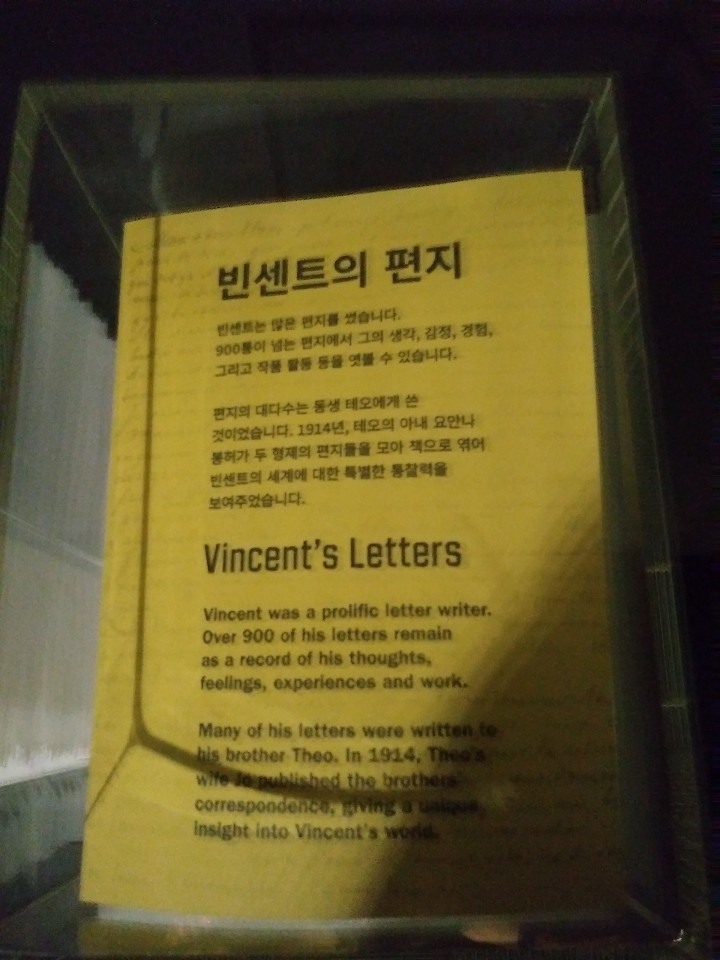 빈센트의 편지
빈센트는 많은 편지를 썼습니다.
900통이 넘는 편지에서 그의 생각, 감정, 경험,
그리고 작품 활동 등을 엿볼 수 있습니다.
편지의 대다수는 동생 테오에게 쓴
것이었습니다. 1914년, 테오의 아내 요안나
봉허가 두 형제의 편지들을 모아 책으로 엮어
빈센트의 세계에 대한 특별한 통찰력을
보여주었습니다.
Vincent's Letters
Vincent was a prolific letter writer.
Over 900 of his letters remain
as a record of his thoughts,
feelings, experiences and work.
Many of his letters were written to
his brother Theo. In 1914, Theo's
wife Jo published the brothers'
correspondence, giving a unique
insight into Vincent's world.